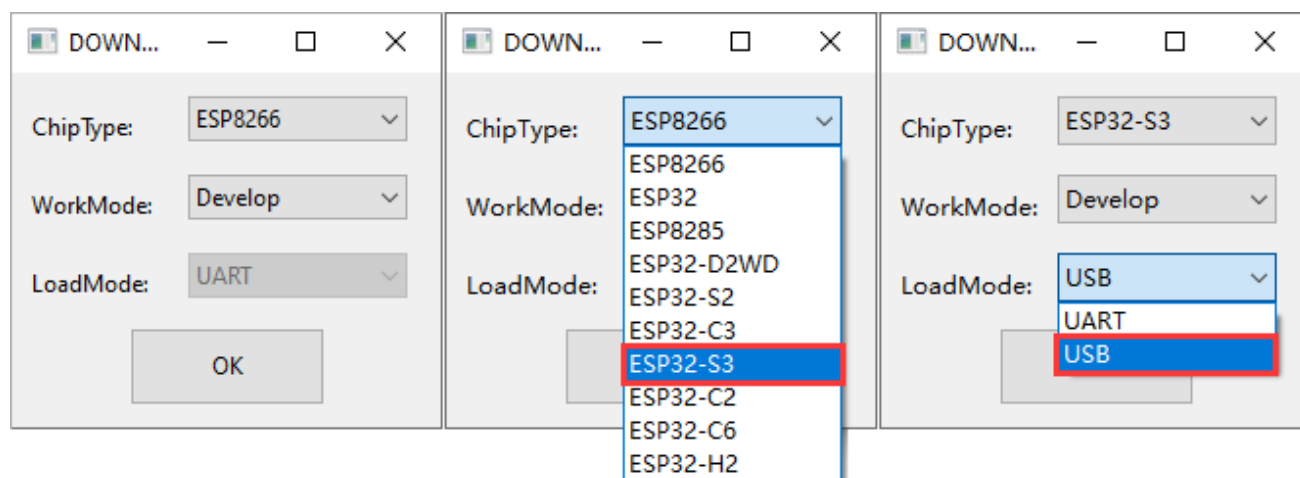 DOWN...
ChipType: ESP8266
WorkMode: Develop
LoadMode: UART
OK
DOWN...
ChipType: ESP8266
ESP8266
ESP32
WorkMode:
ESP8285
ESP32-D2WD
LoadMode:
ESP32-S2
ESP32-C3
ESP32-S3
ESP32-C2
ESP32-C6
ESP32-H2
DOWN...
ChipType: ESP32-S3
WorkMode: Develop
LoadMode: USB
UART
USB